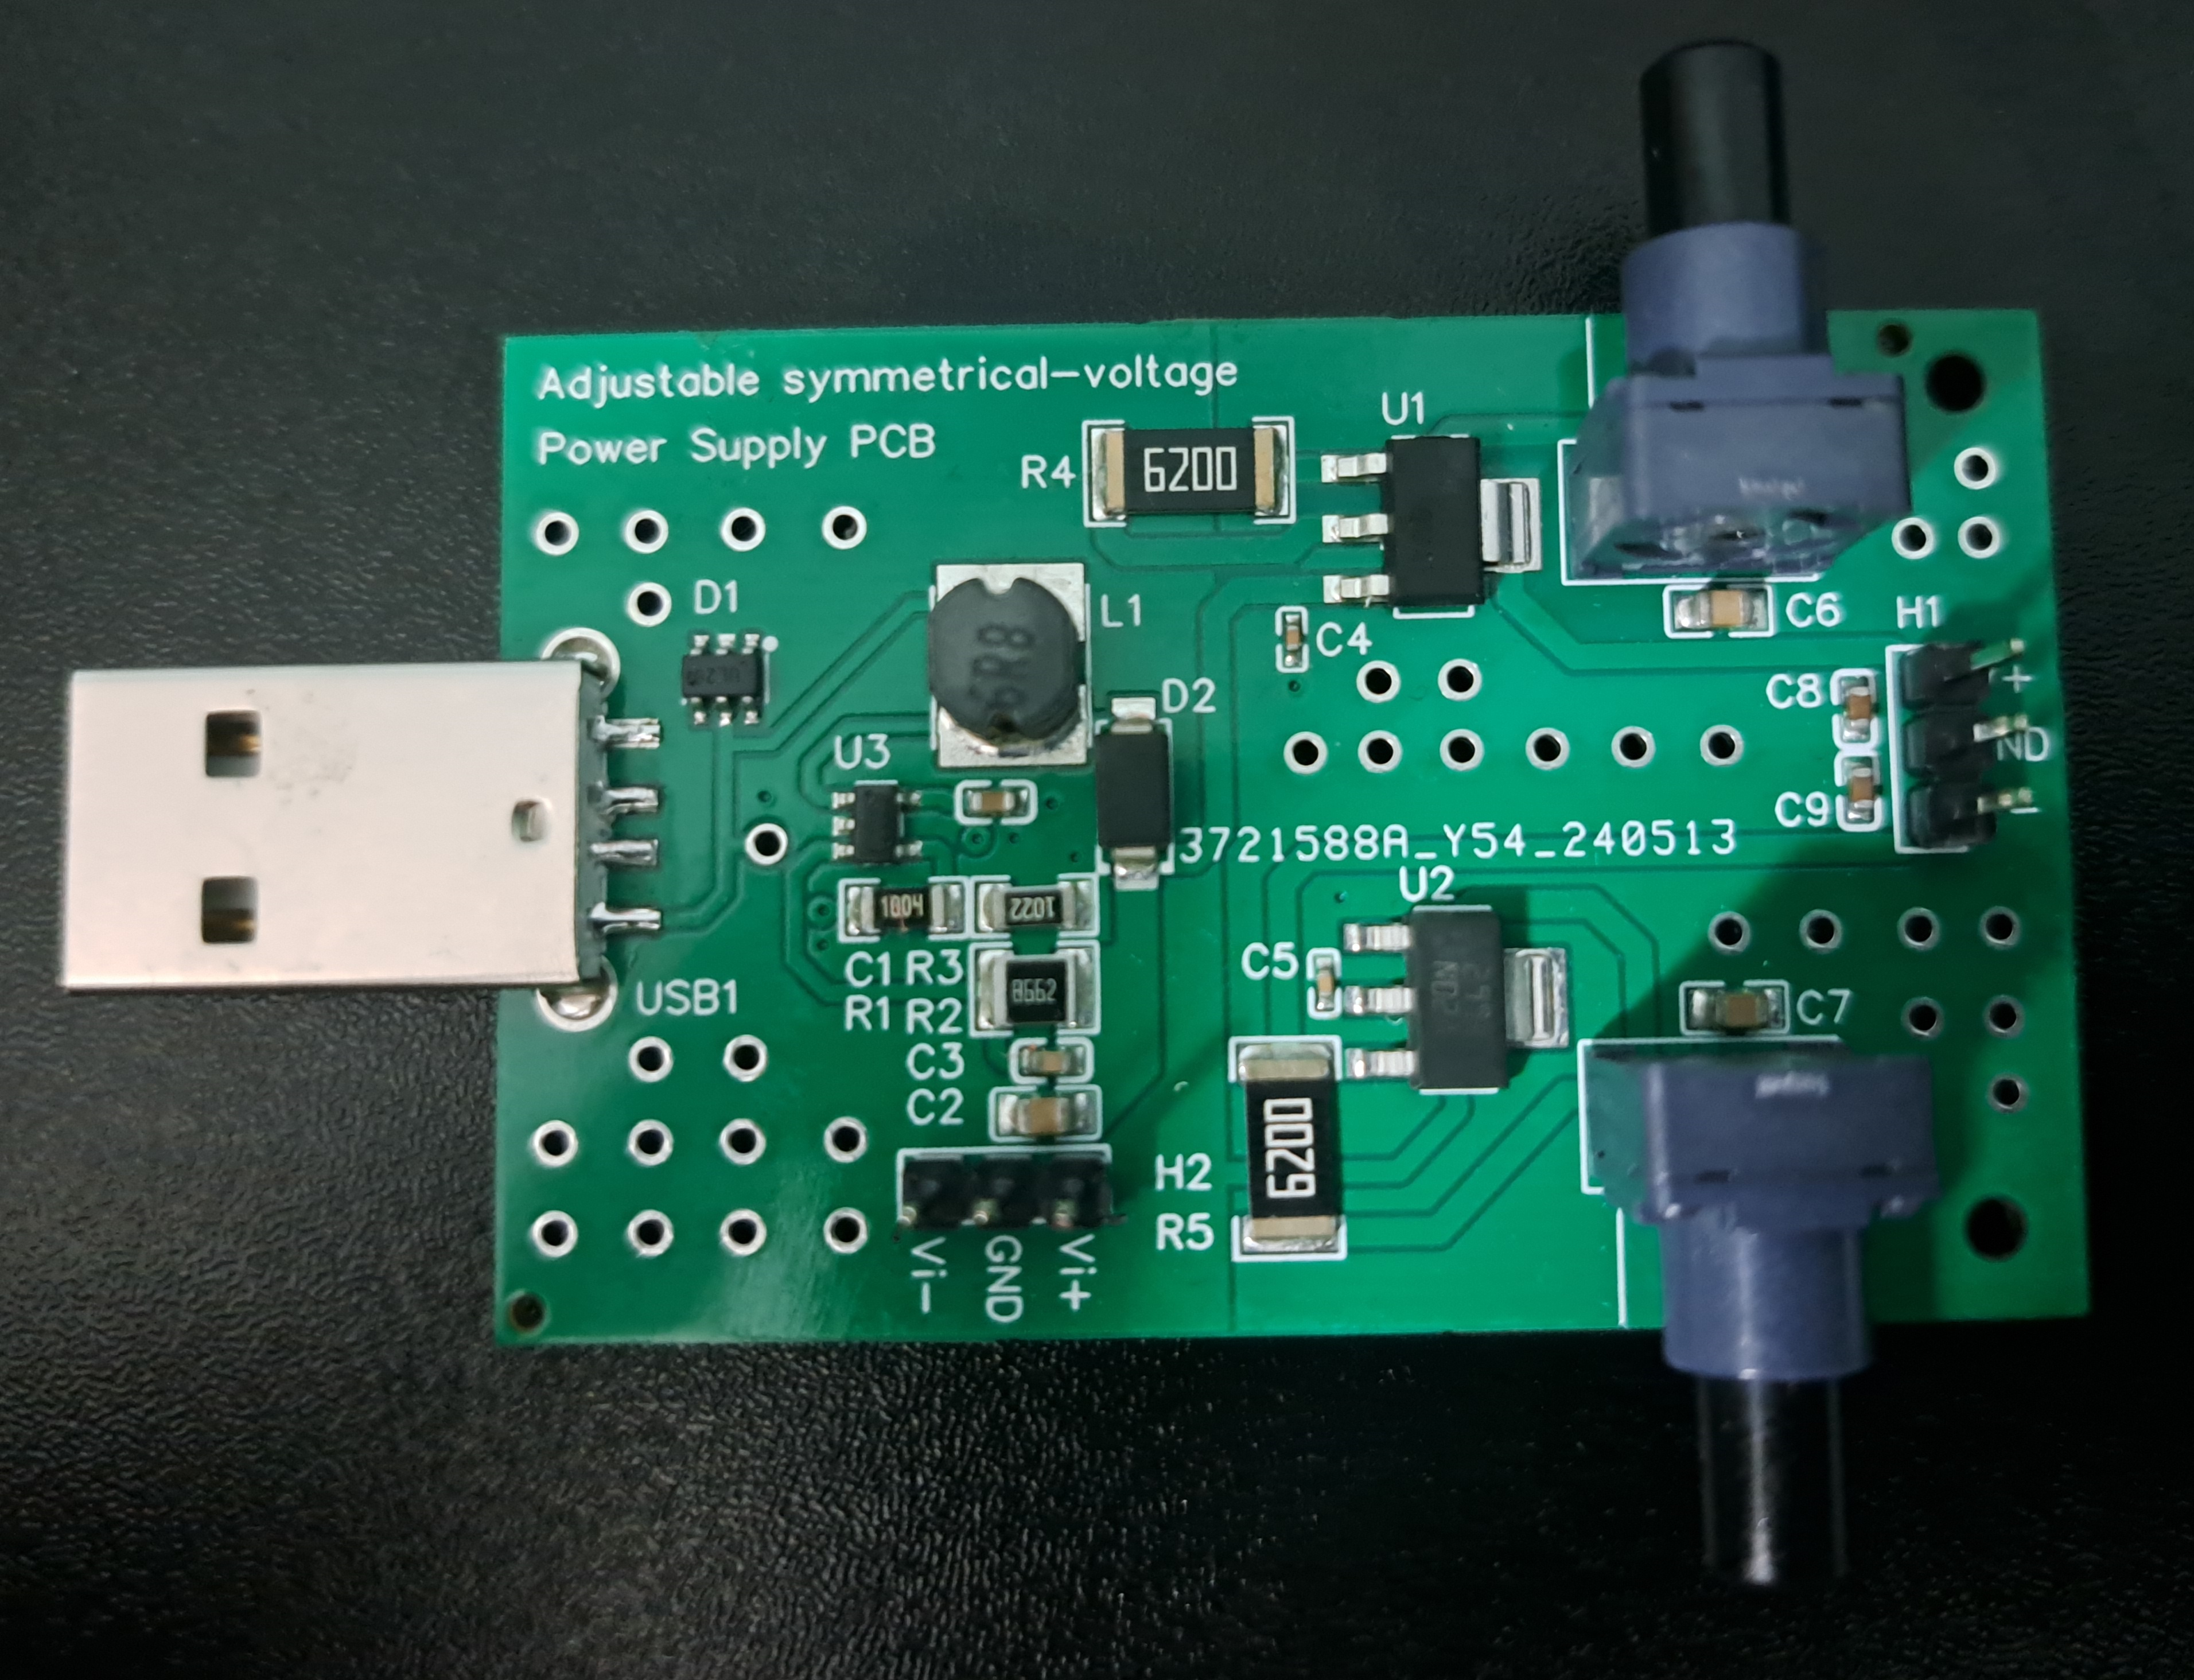 Adjustable symmetrical-voltage
Power Supply PCB
U1
R4
6200
D1
L1
6R8
C6
H1
C4
D2
+
C8
U3
ND
C9
-
3721588A_Y54_240513
U2
1004
1022
C5
C1 R3
R1 R2
8662
USB1
C7
C3
C2
H2
6200
R5
Vi-
GND
Vi+